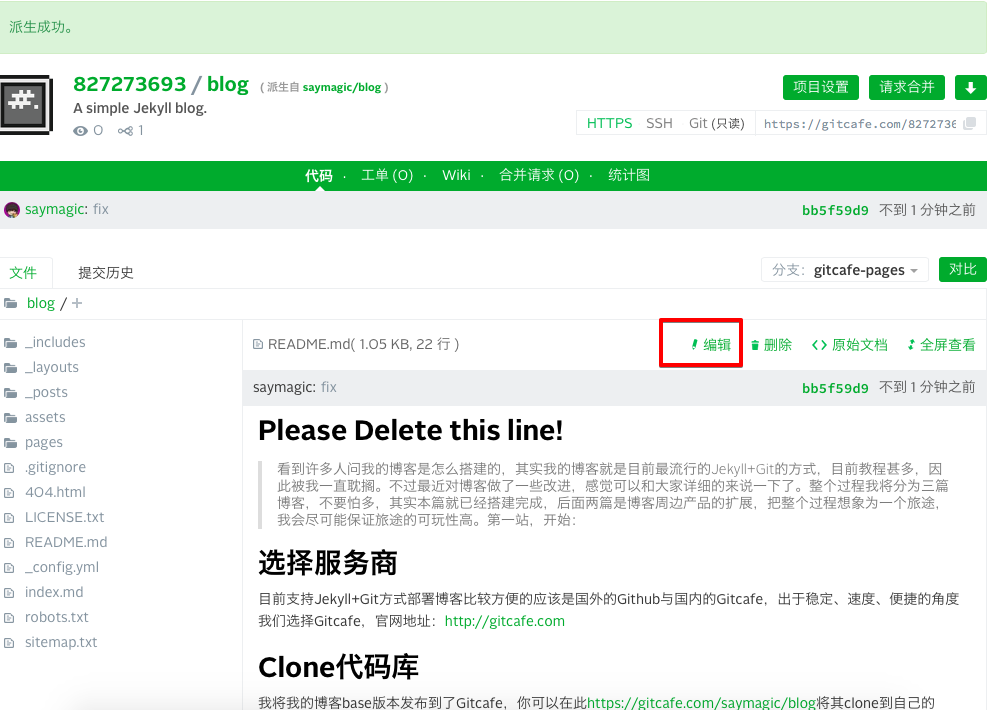 派生成功。
827273693 / blog ( 派生自 saymagic/blog )
项目设置 请求合并
A simple Jekyll blog.
0 1
HTTPS SSH Git (只读) https://gitcafe.com/8272736
代码 · 工单 (0) · Wiki · 合并请求 (0) · 统计图
saymagic: fix bb5f59d9 不到 1 分钟之前
文件 提交历史 分支: gitcafe-pages 对比
blog / +
_includes
_layouts
_posts
assets
pages
.gitignore
404.html
LICENSE.txt
README.md
_config.yml
index.md
robots.txt
sitemap.txt
README.md( 1.05 KB, 22 行 ) 编辑 删除 <> 原始文档 全屏查看
saymagic: fix bb5f59d9 不到 1 分钟之前
Please Delete this line!
看到许多人问我的博客是怎么搭建的，其实我的博客就是目前最流行的Jekyll+Git的方式，目前教程甚多，因
此被我一直耽搁。不过最近对博客做了一些改进，感觉可以和大家详细的来说一下了。整个过程我将分为三篇
博客，不要怕多，其实本篇就已经搭建完成，后面两篇是博客周边产品的扩展，把整个过程想象为一个旅途，
我会尽可能保证旅途的可玩性高。第一站，开始：
选择服务商
目前支持Jekyll+Git方式部署博客比较方便的应该是国外的Github与国内的Gitcafe，出于稳定、速度、便捷的角度
我们选择Gitcafe，官网地址：http://gitcafe.com
Clone代码库
我将我的博客base版本发布到了Gitcafe，你可以在此https://gitcafe.com/saymagic/blog将其clone到自己的